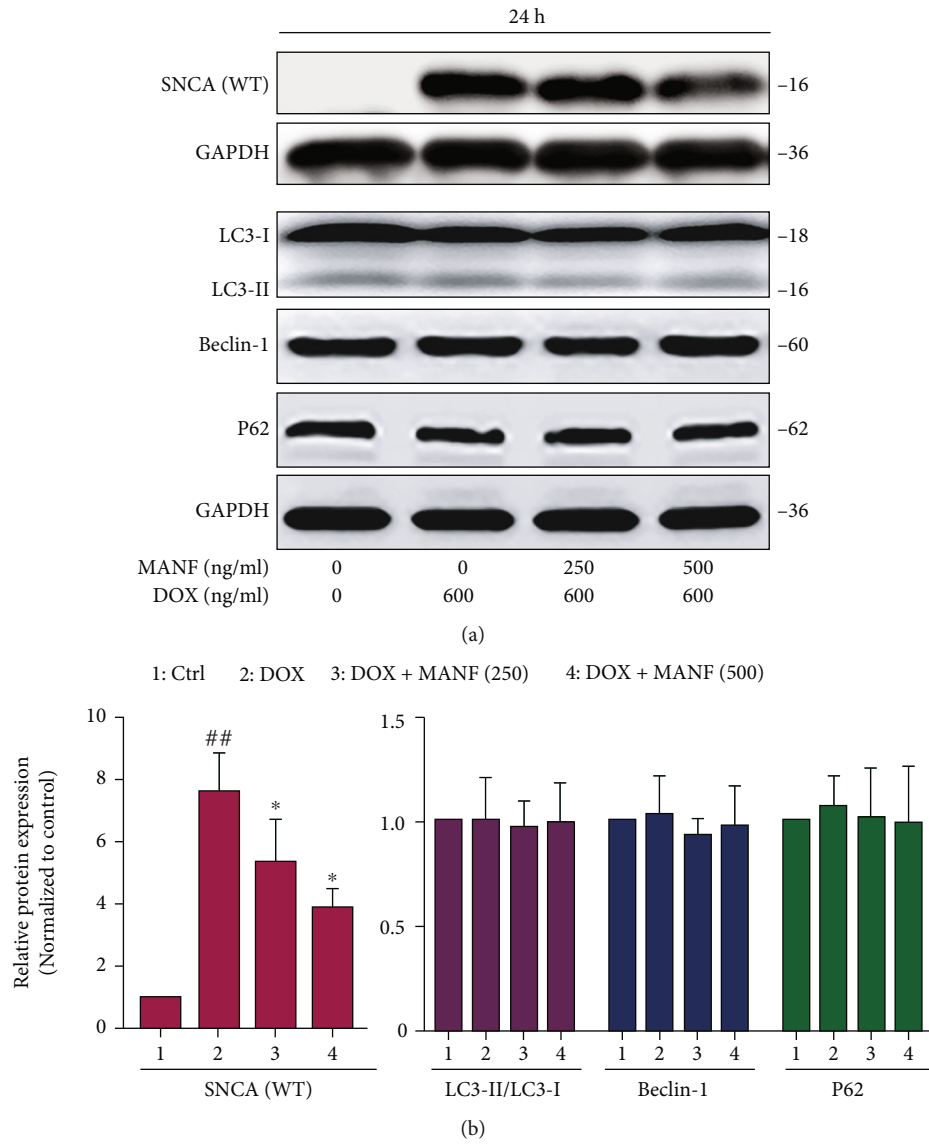 24 h
SNCA (WT) –16
GAPDH –36
LC3-I –18
LC3-II –16
Beclin-1 –60
P62 –62
GAPDH –36
MANF (ng/ml) 0 0 250 500
DOX (ng/ml) 0 600 600 600
(a)
1: Ctrl 2: DOX 3: DOX + MANF (250) 4: DOX + MANF (500)
Relative protein expression
(Normalized to control)
10
8
6
4
2
0
##
*
*
1 2 3 4
SNCA (WT)
1.5
1.0
0.5
0
1 2 3 4 1 2 3 4 1 2 3 4
LC3-II/LC3-I Beclin-1 P62
(b)